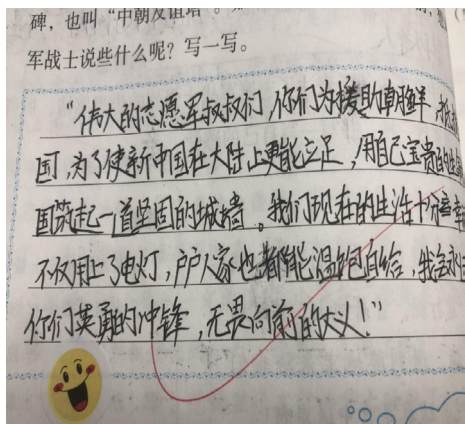 碑，也叫“中朝友谊塔”。
军战士说些什么呢？写一写。
“伟大的志愿军叔叔们，你们为援助朝鲜，抗
国，为了使新中国在大陆上更能立足，用自己宝贵的生
国筑起一道坚固的城墙。我们现在的生活十分幸
不仅用上了电灯，户户人家也都能温饱自给，我会永
你们英勇的冲锋，无畏向前的大义！”